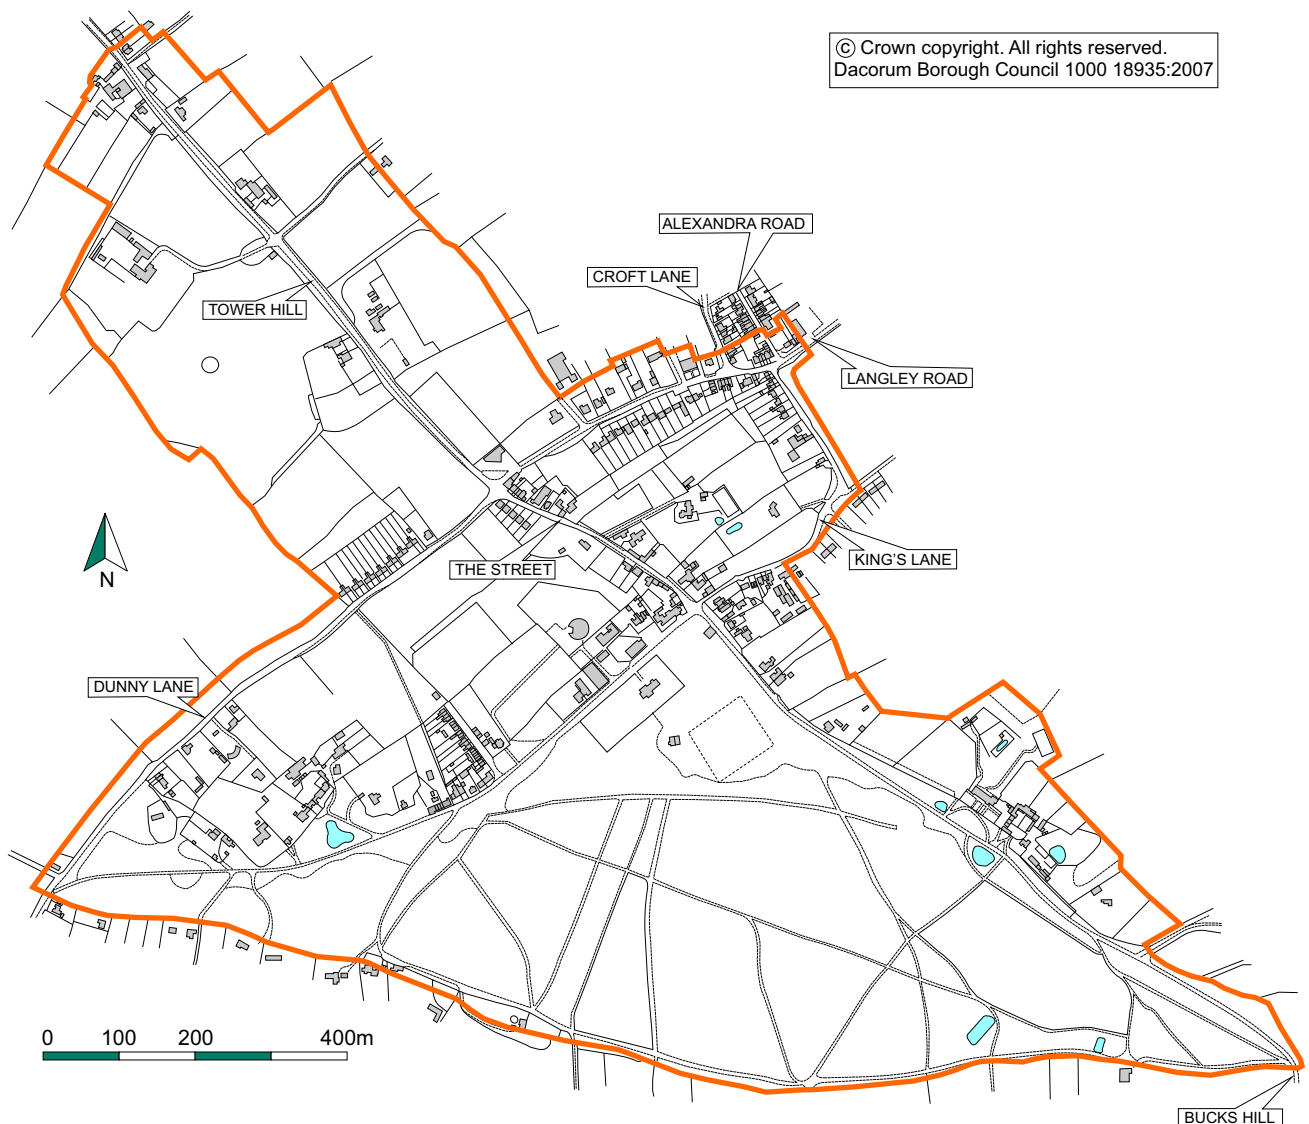 © Crown copyright. All rights reserved.
Dacorum Borough Council 1000 18935:2007
ALEXANDRA ROAD
CROFT LANE
TOWER HILL
LANGLEY ROAD
KING'S LANE
THE STREET
N
DUNNY LANE
0 100 200 400m
BUCKS HILL